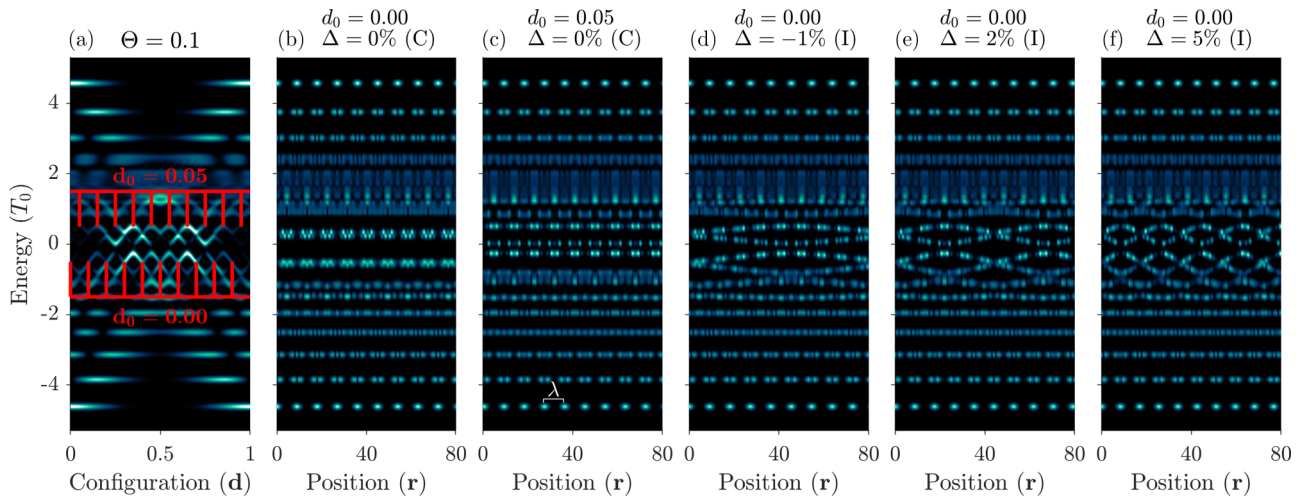 (a) Θ = 0.1
(b) d₀ = 0.00
Δ = 0% (C)
(c) d₀ = 0.05
Δ = 0% (C)
(d) d₀ = 0.00
Δ = −1% (I)
(e) d₀ = 0.00
Δ = 2% (I)
(f) d₀ = 0.00
Δ = 5% (I)
Energy (T₀)
4
2
0
-2
-4
d₀ = 0.05
d₀ = 0.00
λ
0 0.5 1
0 40 80
0 40 80
0 40 80
0 40 80
0 40 80
Configuration (d)
Position (r)
Position (r)
Position (r)
Position (r)
Position (r)